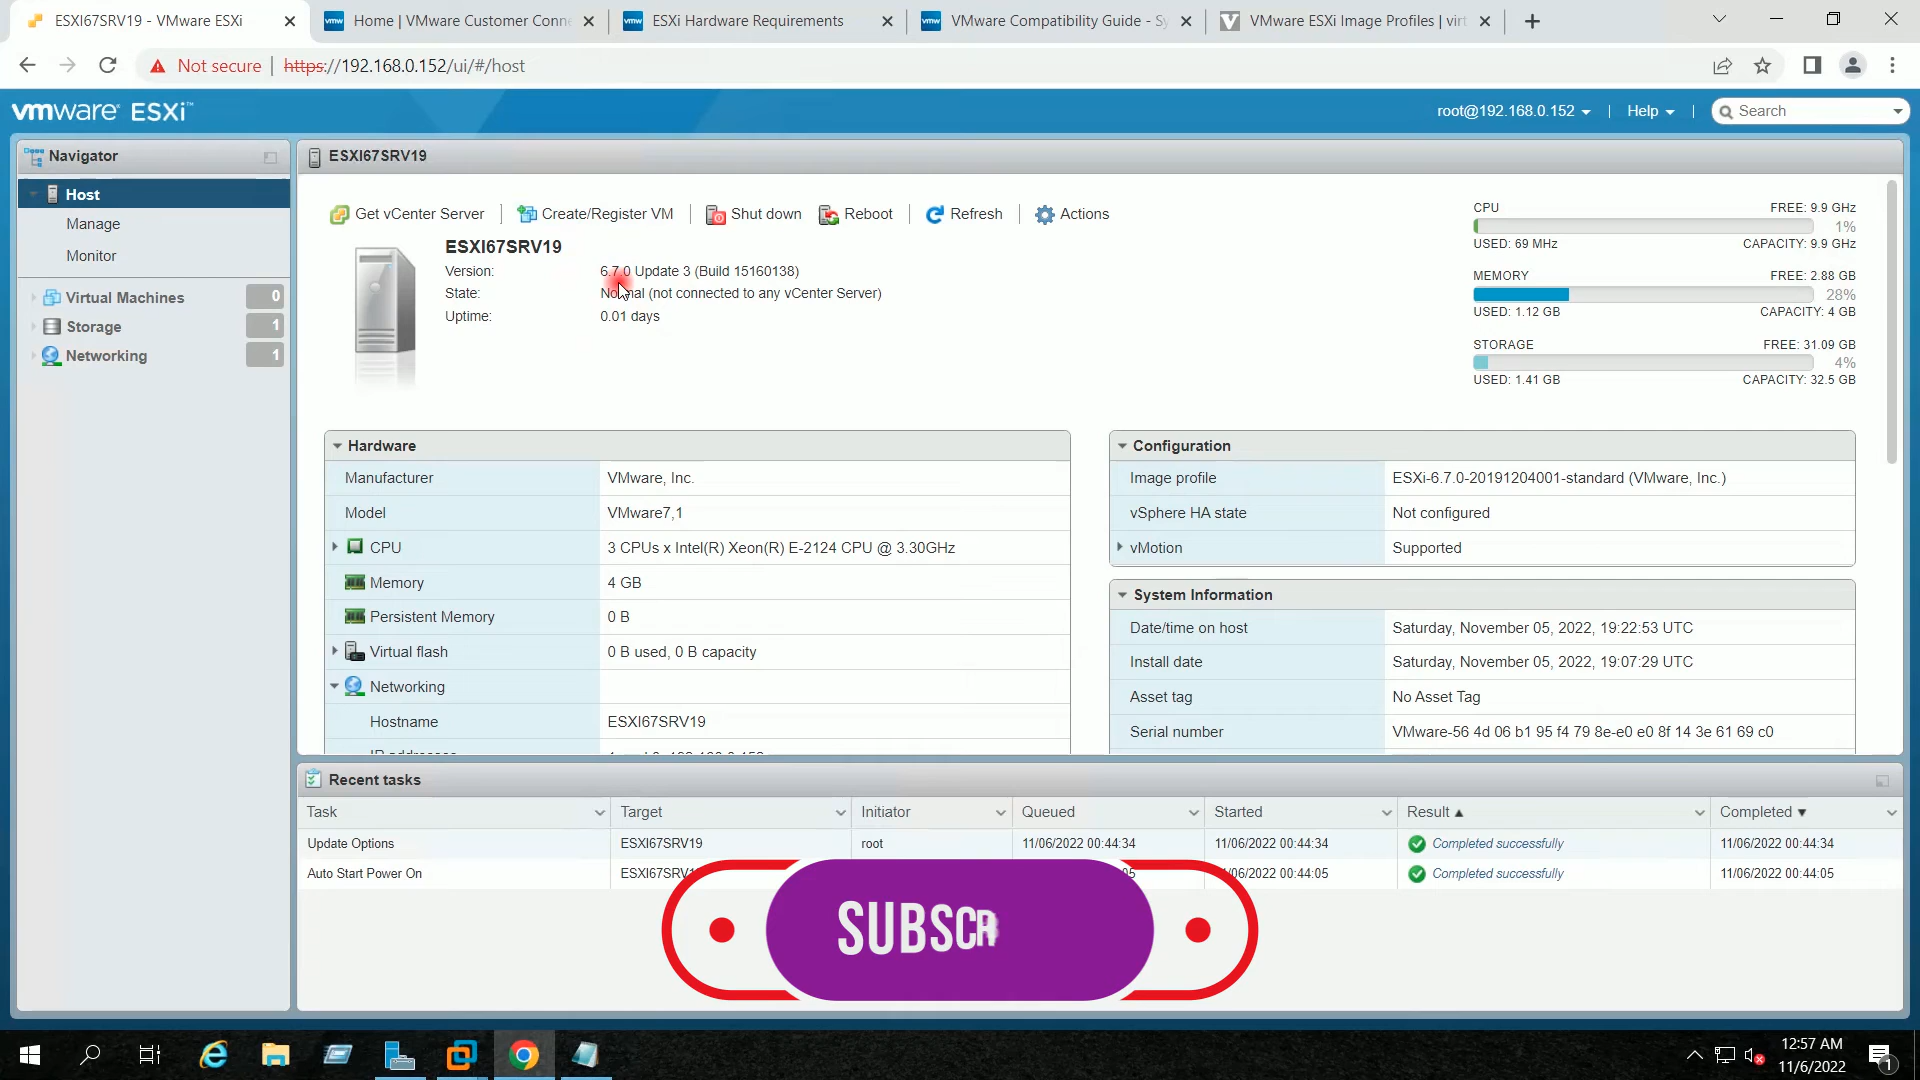 ESXI67SRV19 - VMware ESXi
Home | VMware Customer Conne
ESXi Hardware Requirements
VMware Compatibility Guide - Sy
VMware ESXi Image Profiles | virt
Not secure | https://192.168.0.152/ui/#/host
vmware ESXi™
root@192.168.0.152 | Help | Search
Navigator
Host
Manage
Monitor
Virtual Machines 0
Storage 1
Networking 1
ESXI67SRV19
Get vCenter Server | Create/Register VM | Shut down Reboot | Refresh | Actions
ESXI67SRV19
Version: 6.7.0 Update 3 (Build 15160138)
State: Normal (not connected to any vCenter Server)
Uptime: 0.01 days
CPU FREE: 9.9 GHz
1%
USED: 69 MHz CAPACITY: 9.9 GHz
MEMORY FREE: 2.88 GB
28%
USED: 1.12 GB CAPACITY: 4 GB
STORAGE FREE: 31.09 GB
4%
USED: 1.41 GB CAPACITY: 32.5 GB
Hardware
Manufacturer VMware, Inc.
Model VMware7,1
CPU 3 CPUs x Intel(R) Xeon(R) E-2124 CPU @ 3.30GHz
Memory 4 GB
Persistent Memory 0 B
Virtual flash 0 B used, 0 B capacity
Networking
Hostname ESXI67SRV19
Configuration
Image profile ESXi-6.7.0-20191204001-standard (VMware, Inc.)
vSphere HA state Not configured
vMotion Supported
System Information
Date/time on host Saturday, November 05, 2022, 19:22:53 UTC
Install date Saturday, November 05, 2022, 19:07:29 UTC
Asset tag No Asset Tag
Serial number VMware-56 4d 06 b1 95 f4 79 8e-e0 e0 8f 14 3e 61 69 c0
Recent tasks
Task Target Initiator Queued Started Result Completed
Update Options ESXI67SRV19 root 11/06/2022 00:44:34 11/06/2022 00:44:34 Completed successfully 11/06/2022 00:44:34
Auto Start Power On ESXI67SRV1 05 1/06/2022 00:44:05 Completed successfully 11/06/2022 00:44:05
SUBSCR
12:57 AM
11/6/2022
1